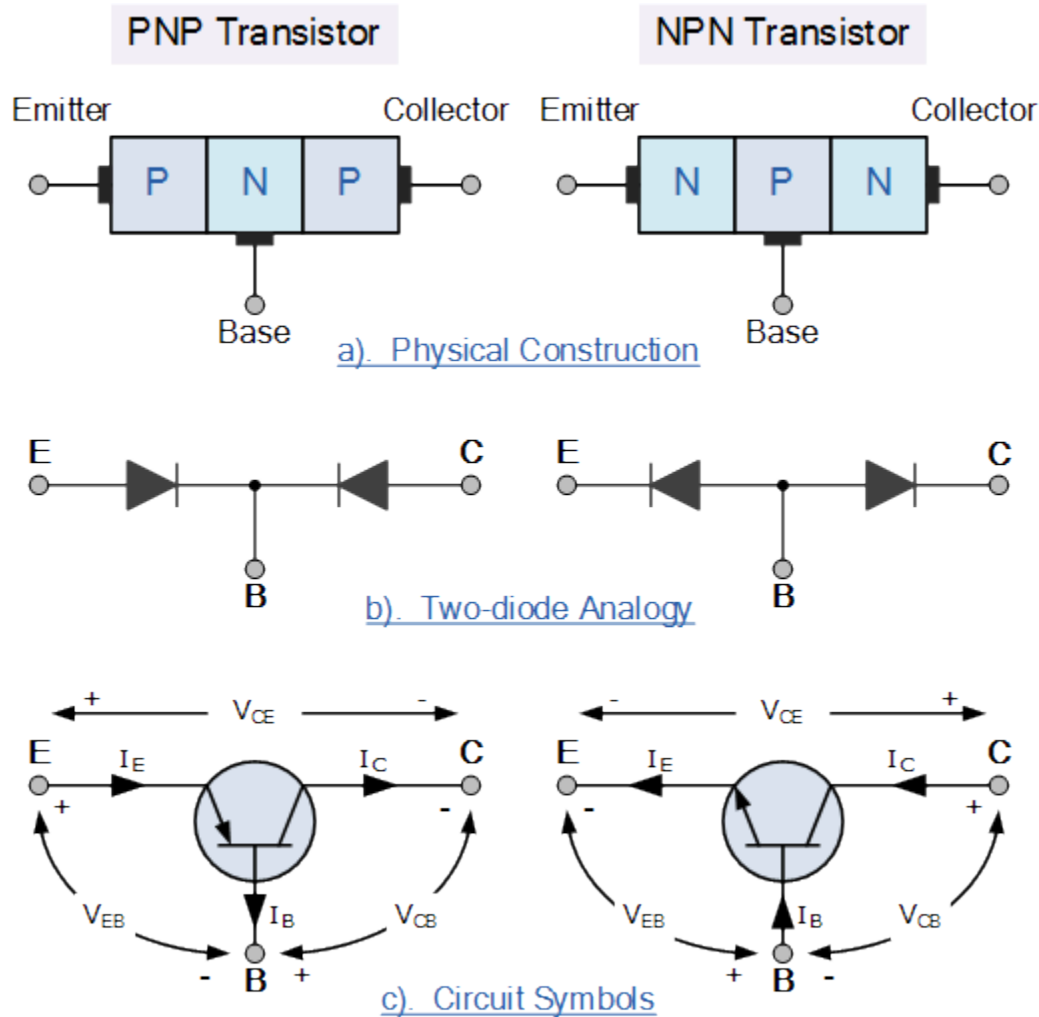 PNP Transistor NPN Transistor
Emitter Collector Emitter Collector
P N P N P N
Base Base
a). Physical Construction
E C E C
B B
b). Two-diode Analogy
+ VCE - - VCE +
E IE IC C E IE IC C
+ - - +
VEB IB VCB VEB IB VCB
- B + + B -
c). Circuit Symbols